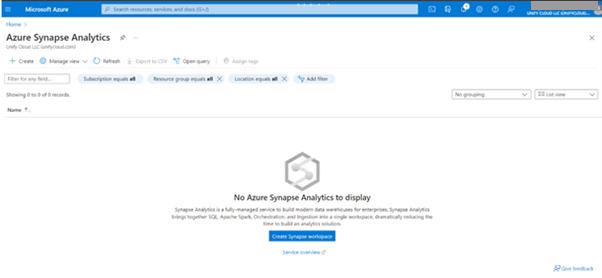 Microsoft Azure
Search resources, services, and docs (G+/)
Home >
Azure Synapse Analytics
Unify Cloud LLC (unifycloud.com)
+ Create Manage view Refresh Export to CSV Open query Assign tags
Filter for any field... Subscription equals all Resource group equals all Location equals all Add filter
Showing 0 to 0 of 0 records. No grouping List view
Name ↑↓
No Azure Synapse Analytics to display
Synapse Analytics is a fully-managed service to build modern data warehouses for enterprises. Synapse Analytics
brings together SQL, Apache Spark, Orchestration, and Ingestion into a single workspace, dramatically reducing the
time to build an analytics solution.
Create Synapse workspace
Service overview
Give feedback